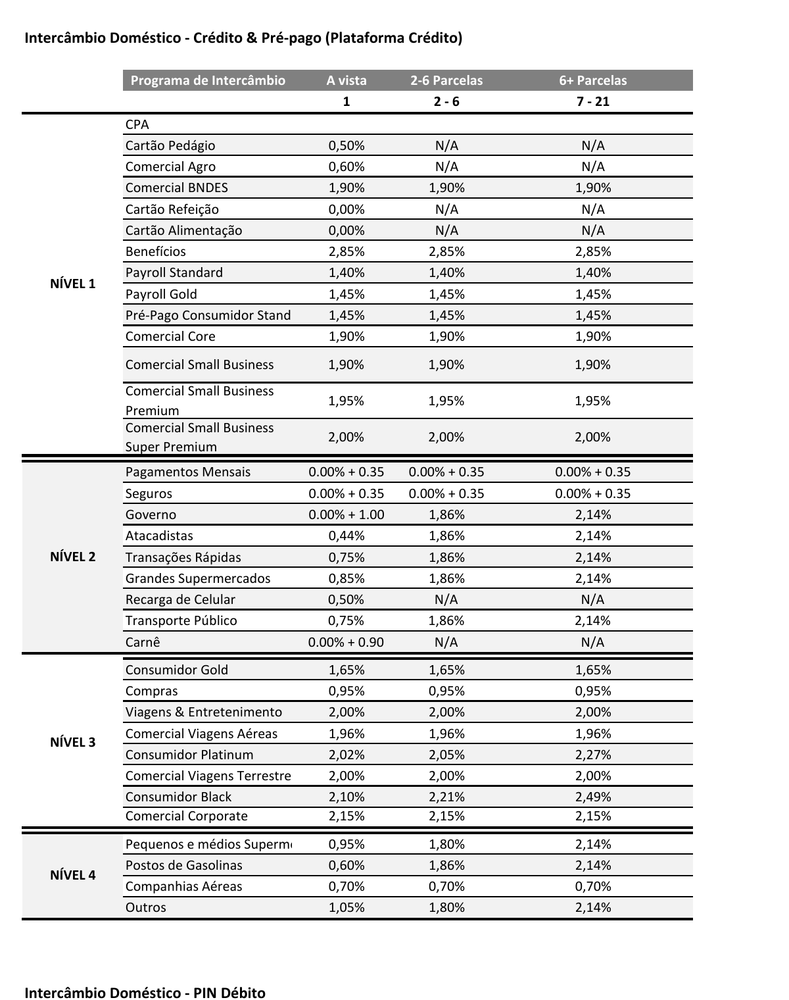 Intercâmbio Doméstico - Crédito & Pré-pago (Plataforma Crédito)
Programa de Intercâmbio A vista 2-6 Parcelas 6+ Parcelas
1 2 - 6 7 - 21
NÍVEL 1
CPA
Cartão Pedágio 0,50% N/A N/A
Comercial Agro 0,60% N/A N/A
Comercial BNDES 1,90% 1,90% 1,90%
Cartão Refeição 0,00% N/A N/A
Cartão Alimentação 0,00% N/A N/A
Benefícios 2,85% 2,85% 2,85%
Payroll Standard 1,40% 1,40% 1,40%
Payroll Gold 1,45% 1,45% 1,45%
Pré-Pago Consumidor Stand 1,45% 1,45% 1,45%
Comercial Core 1,90% 1,90% 1,90%
Comercial Small Business 1,90% 1,90% 1,90%
Comercial Small Business
Premium 1,95% 1,95% 1,95%
Comercial Small Business
Super Premium 2,00% 2,00% 2,00%
NÍVEL 2
Pagamentos Mensais 0.00% + 0.35 0.00% + 0.35 0.00% + 0.35
Seguros 0.00% + 0.35 0.00% + 0.35 0.00% + 0.35
Governo 0.00% + 1.00 1,86% 2,14%
Atacadistas 0,44% 1,86% 2,14%
Transações Rápidas 0,75% 1,86% 2,14%
Grandes Supermercados 0,85% 1,86% 2,14%
Recarga de Celular 0,50% N/A N/A
Transporte Público 0,75% 1,86% 2,14%
Carnê 0.00% + 0.90 N/A N/A
NÍVEL 3
Consumidor Gold 1,65% 1,65% 1,65%
Compras 0,95% 0,95% 0,95%
Viagens & Entretenimento 2,00% 2,00% 2,00%
Comercial Viagens Aéreas 1,96% 1,96% 1,96%
Consumidor Platinum 2,02% 2,05% 2,27%
Comercial Viagens Terrestre 2,00% 2,00% 2,00%
Consumidor Black 2,10% 2,21% 2,49%
Comercial Corporate 2,15% 2,15% 2,15%
NÍVEL 4
Pequenos e médios Superm 0,95% 1,80% 2,14%
Postos de Gasolinas 0,60% 1,86% 2,14%
Companhias Aéreas 0,70% 0,70% 0,70%
Outros 1,05% 1,80% 2,14%
Intercâmbio Doméstico - PIN Débito